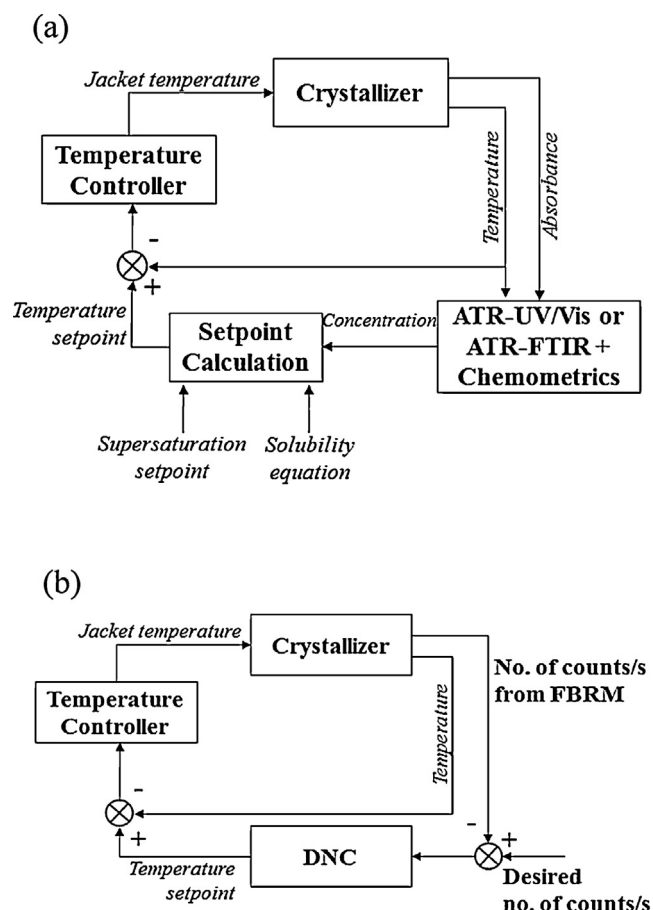 (a)
Jacket temperature
Crystallizer
Temperature
Controller
Temperature
Absorbance
-
+
Temperature
setpoint
Setpoint
Calculation
Concentration
ATR-UV/Vis or
ATR-FTIR +
Chemometrics
Supersaturation
setpoint
Solubility
equation
(b)
Jacket temperature
Crystallizer
No. of counts/s
from FBRM
Temperature
Controller
Temperature
-
+
-
+
DNC
Temperature
setpoint
Desired
no. of counts/s